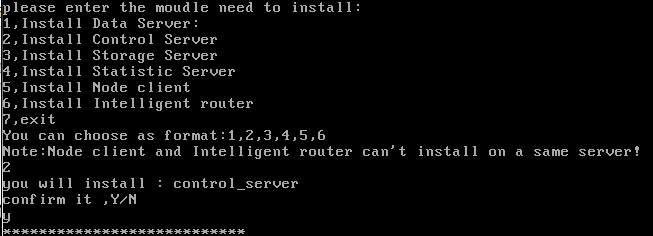 please enter the moudle need to install:
1,Install Data Server:
2,Install Control Server
3,Install Storage Server
4,Install Statistic Server
5,Install Node client
6,Install Intelligent router
7,exit
You can choose as format:1,2,3,4,5,6
Note:Node client and Intelligent router can't install on a same server!
2
you will install : control_server
confirm it ,Y/N
y
***************************